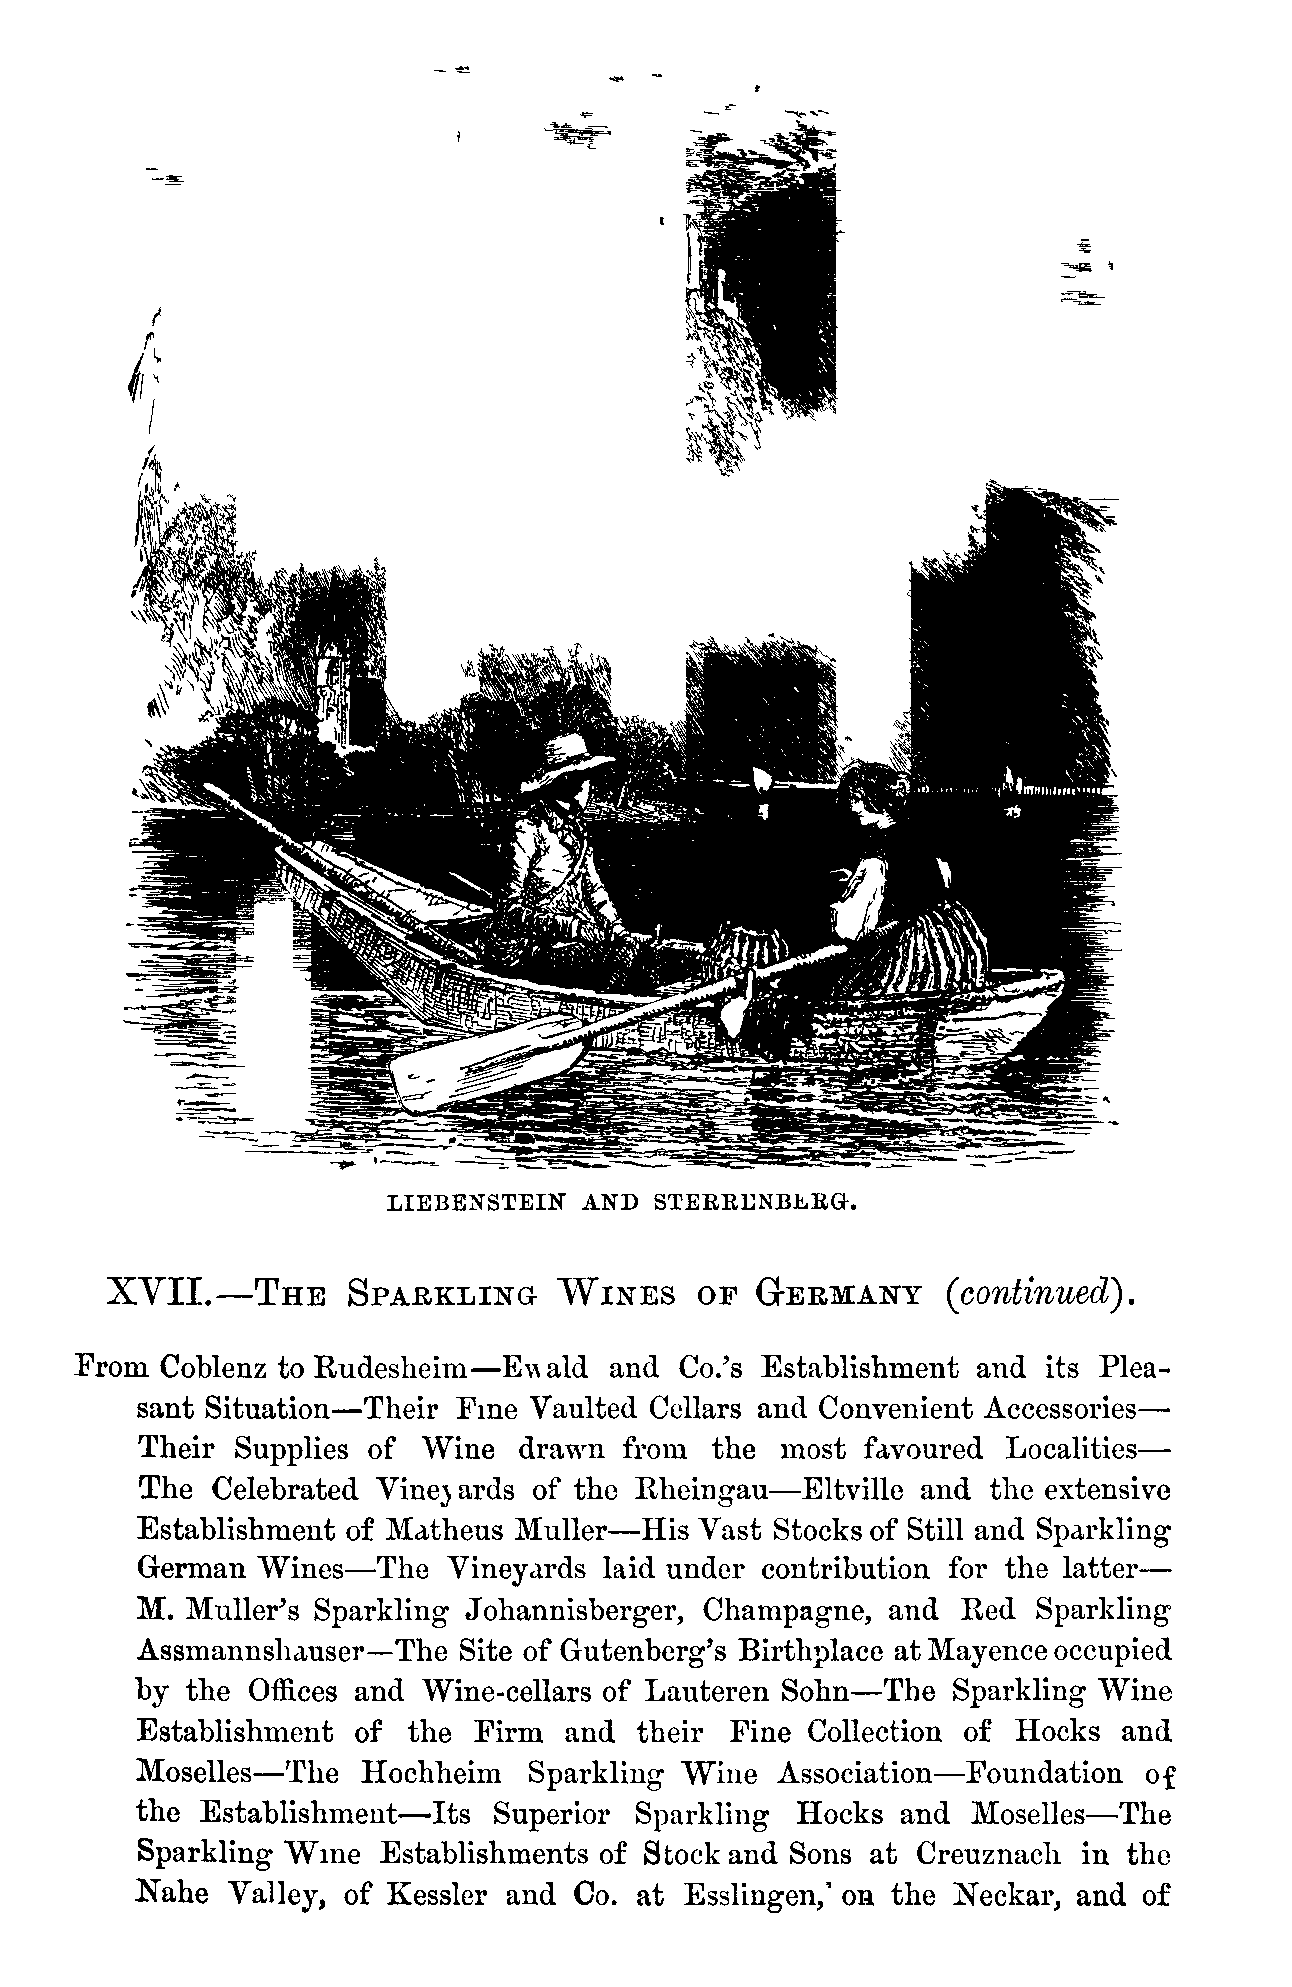 LIEBENSTEIN AND STERRENBERG.
XVII.—THE SPARKLING WINES OF GERMANY (continued).
From Coblenz to Rudesheim—Ewald and Co.'s Establishment and its Plea-
sant Situation—Their Fine Vaulted Cellars and Convenient Accessories—
Their Supplies of Wine drawn from the most favoured Localities—
The Celebrated Vineyards of the Rheingau—Eltville and the extensive
Establishment of Matheus Muller—His Vast Stocks of Still and Sparkling
German Wines—The Vineyards laid under contribution for the latter—
M. Muller's Sparkling Johannisberger, Champagne, and Red Sparkling
Assmannshauser—The Site of Gutenberg's Birthplace at Mayence occupied
by the Offices and Wine-cellars of Lauteren Sohn—The Sparkling Wine
Establishment of the Firm and their Fine Collection of Hocks and
Moselles—The Hochheim Sparkling Wine Association—Foundation of
the Establishment—Its Superior Sparkling Hocks and Moselles—The
Sparkling Wine Establishments of Stock and Sons at Creuznach in the
Nahe Valley, of Kessler and Co. at Esslingen,' on the Neckar, and of